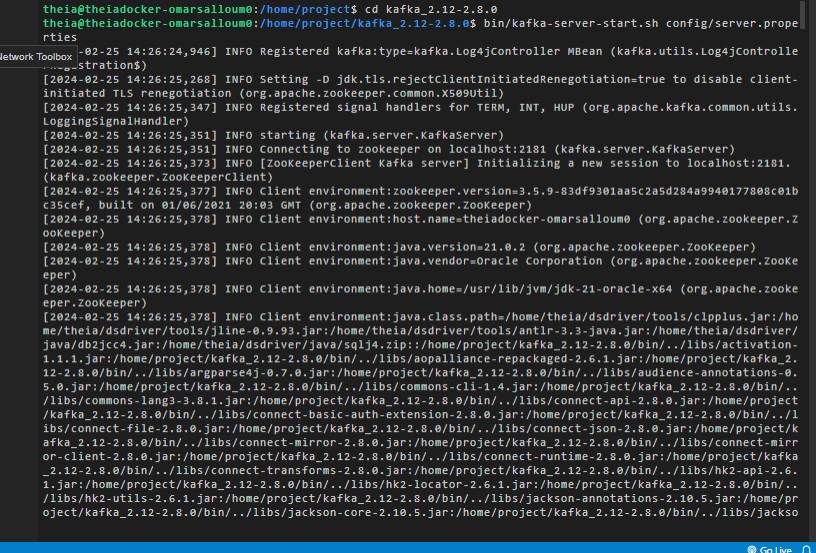 theia@theiadocker-omarsalloum0:/home/project$ cd kafka_2.12-2.8.0
theia@theiadocker-omarsalloum0:/home/project/kafka_2.12-2.8.0$ bin/kafka-server-start.sh config/server.prope
rties
-02-25 14:26:24,946] INFO Registered kafka:type=kafka.Log4jController MBean (kafka.utils.Log4jControlle
Network Toolbox
gistration$)
[2024-02-25 14:26:25,268] INFO Setting -D jdk.tls.rejectClientInitiatedRenegotiation=true to disable client-
initiated TLS renegotiation (org.apache.zookeeper.common.X509Util)
[2024-02-25 14:26:25,347] INFO Registered signal handlers for TERM, INT, HUP (org.apache.kafka.common.utils.
LoggingSignalHandler)
[2024-02-25 14:26:25,351] INFO starting (kafka.server.KafkaServer)
[2024-02-25 14:26:25,351] INFO Connecting to zookeeper on localhost:2181 (kafka.server.KafkaServer)
[2024-02-25 14:26:25,373] INFO [ZooKeeperClient Kafka server] Initializing a new session to localhost:2181.
(kafka.zookeeper.ZooKeeperClient)
[2024-02-25 14:26:25,377] INFO Client environment:zookeeper.version=3.5.9-83df9301aa5c2a5d284a9940177808c01b
c35cef, built on 01/06/2021 20:03 GMT (org.apache.zookeeper.ZooKeeper)
[2024-02-25 14:26:25,378] INFO Client environment:host.name=theiadocker-omarsalloum0 (org.apache.zookeeper.Z
ooKeeper)
[2024-02-25 14:26:25,378] INFO Client environment:java.version=21.0.2 (org.apache.zookeeper.ZooKeeper)
[2024-02-25 14:26:25,378] INFO Client environment:java.vendor=Oracle Corporation (org.apache.zookeeper.ZooKe
eper)
[2024-02-25 14:26:25,378] INFO Client environment:java.home=/usr/lib/jvm/jdk-21-oracle-x64 (org.apache.zooke
eper.ZooKeeper)
[2024-02-25 14:26:25,378] INFO Client environment:java.class.path=/home/theia/dsdriver/tools/clpplus.jar:/ho
me/theia/dsdriver/tools/jline-0.9.93.jar:/home/theia/dsdriver/tools/antlr-3.3-java.jar:/home/theia/dsdriver/
java/db2jcc4.jar:/home/theia/dsdriver/java/sqlj4.zip::/home/project/kafka_2.12-2.8.0/bin/../libs/activation-
1.1.1.jar:/home/project/kafka_2.12-2.8.0/bin/../libs/aopalliance-repackaged-2.6.1.jar:/home/project/kafka_2.
12-2.8.0/bin/../libs/argparse4j-0.7.0.jar:/home/project/kafka_2.12-2.8.0/bin/../libs/audience-annotations-0.
5.0.jar:/home/project/kafka_2.12-2.8.0/bin/../libs/commons-cli-1.4.jar:/home/project/kafka_2.12-2.8.0/bin/..
/libs/commons-lang3-3.8.1.jar:/home/project/kafka_2.12-2.8.0/bin/../libs/connect-api-2.8.0.jar:/home/project
/kafka_2.12-2.8.0/bin/../libs/connect-basic-auth-extension-2.8.0.jar:/home/project/kafka_2.12-2.8.0/bin/../l
ibs/connect-file-2.8.0.jar:/home/project/kafka_2.12-2.8.0/bin/../libs/connect-json-2.8.0.jar:/home/project/k
afka_2.12-2.8.0/bin/../libs/connect-mirror-2.8.0.jar:/home/project/kafka_2.12-2.8.0/bin/../libs/connect-mirr
or-client-2.8.0.jar:/home/project/kafka_2.12-2.8.0/bin/../libs/connect-runtime-2.8.0.jar:/home/project/kafka
_2.12-2.8.0/bin/../libs/connect-transforms-2.8.0.jar:/home/project/kafka_2.12-2.8.0/bin/../libs/hk2-api-2.6.
1.jar:/home/project/kafka_2.12-2.8.0/bin/../libs/hk2-locator-2.6.1.jar:/home/project/kafka_2.12-2.8.0/bin/..
/libs/hk2-utils-2.6.1.jar:/home/project/kafka_2.12-2.8.0/bin/../libs/jackson-annotations-2.10.5.jar:/home/pr
oject/kafka_2.12-2.8.0/bin/../libs/jackson-core-2.10.5.jar:/home/project/kafka_2.12-2.8.0/bin/../libs/jackso
Go Live